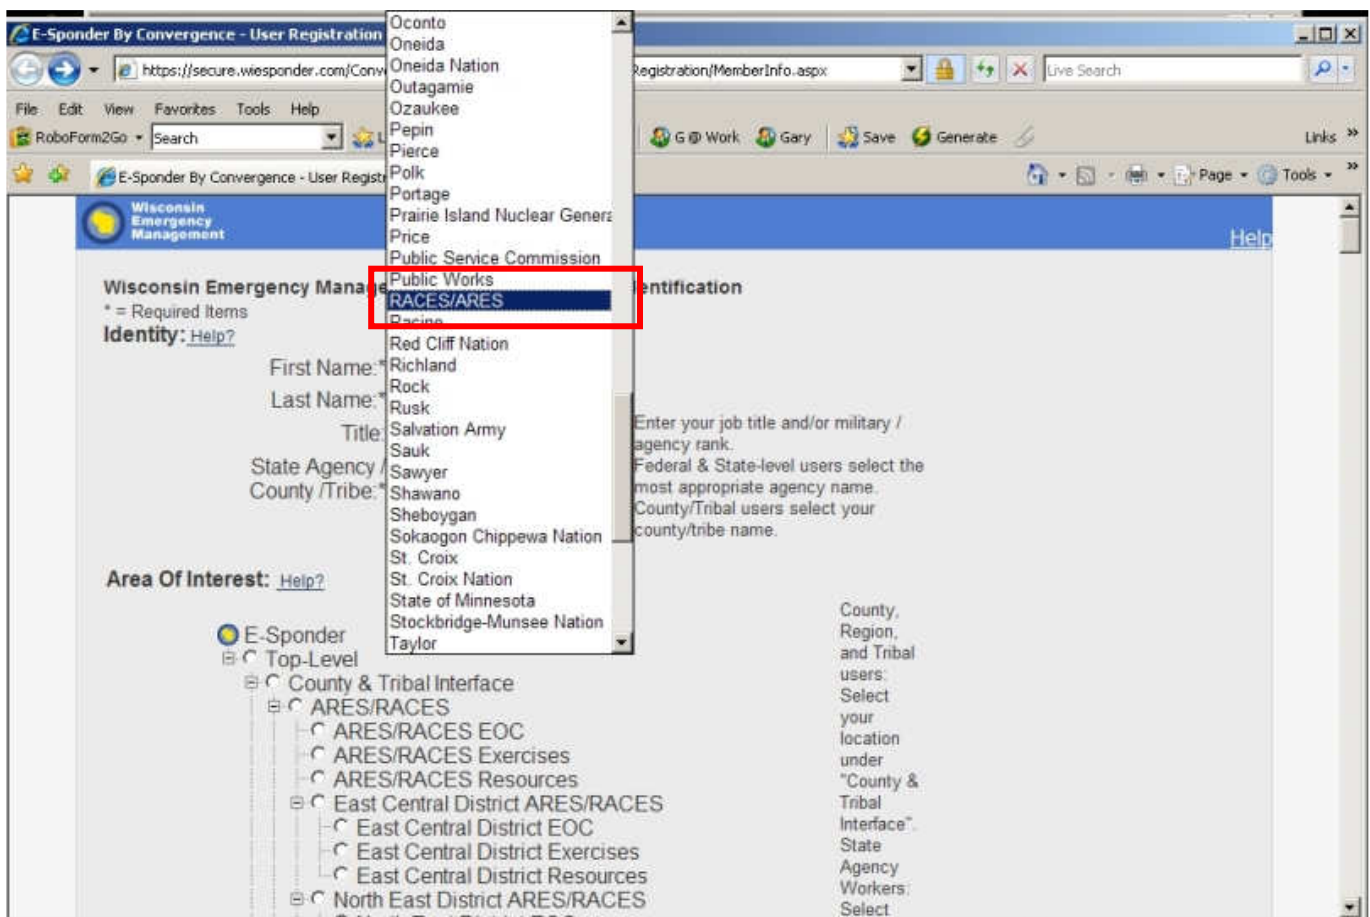 E-Sponder By Convergence - User Registration
https://secure.wiesponder.com/Conv
Registration/MemberInfo.aspx
Live Search
File Edit View Favorites Tools Help
RoboForm2Go
Search
G @ Work
Gary
Save
Generate
Links »
E-Sponder By Convergence - User Regist
Page
Tools
»
Wisconsin
Emergency
Management
Help
Wisconsin Emergency Manage
entification
* = Required Items
Identity: Help?
First Name:*
Last Name:*
Title:
State Agency /
County /Tribe:*
Enter your job title and/or military /
agency rank.
Federal & State-level users select the
most appropriate agency name.
County/Tribal users select your
county/tribe name.
Oconto
Oneida
Oneida Nation
Outagamie
Ozaukee
Pepin
Pierce
Polk
Portage
Prairie Island Nuclear Genera
Price
Public Service Commission
Public Works
RACES/ARES
Racine
Red Cliff Nation
Richland
Rock
Rusk
Salvation Army
Sauk
Sawyer
Shawano
Sheboygan
Sokaogon Chippewa Nation
St. Croix
St. Croix Nation
State of Minnesota
Stockbridge-Munsee Nation
Taylor
Area Of Interest: Help?
E-Sponder
Top-Level
County & Tribal Interface
ARES/RACES
ARES/RACES EOC
ARES/RACES Exercises
ARES/RACES Resources
East Central District ARES/RACES
East Central District EOC
East Central District Exercises
East Central District Resources
North East District ARES/RACES
County,
Region,
and Tribal
users:
Select
your
location
under
"County &
Tribal
Interface".
State
Agency
Workers:
Select